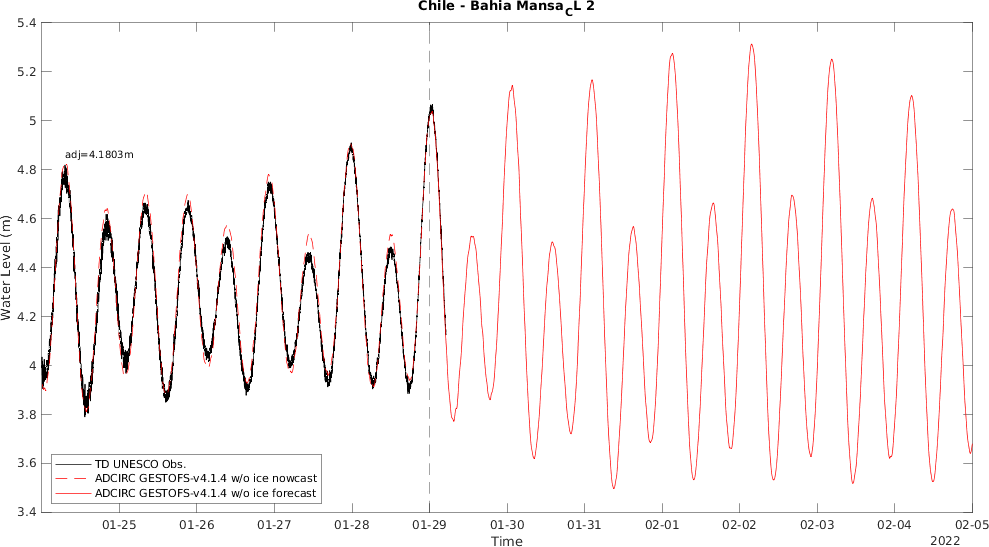 Chile - Bahia Mansa_CL 2
5.4
5.2
5
4.8
4.6
4.4
4.2
4
3.8
3.6
3.4
Water Level (m)
adj=4.1803m
TD UNESCO Obs.
ADCIRC GESTOFS-v4.1.4 w/o ice nowcast
ADCIRC GESTOFS-v4.1.4 w/o ice forecast
01-25 01-26 01-27 01-28 01-29 01-30 01-31 02-01 02-02 02-03 02-04 02-05
Time
2022